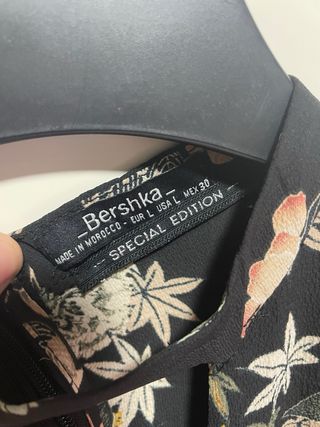 Bershka
MADE IN MOROCCO - EUR L USA L MEX 30
SPECIAL EDITION